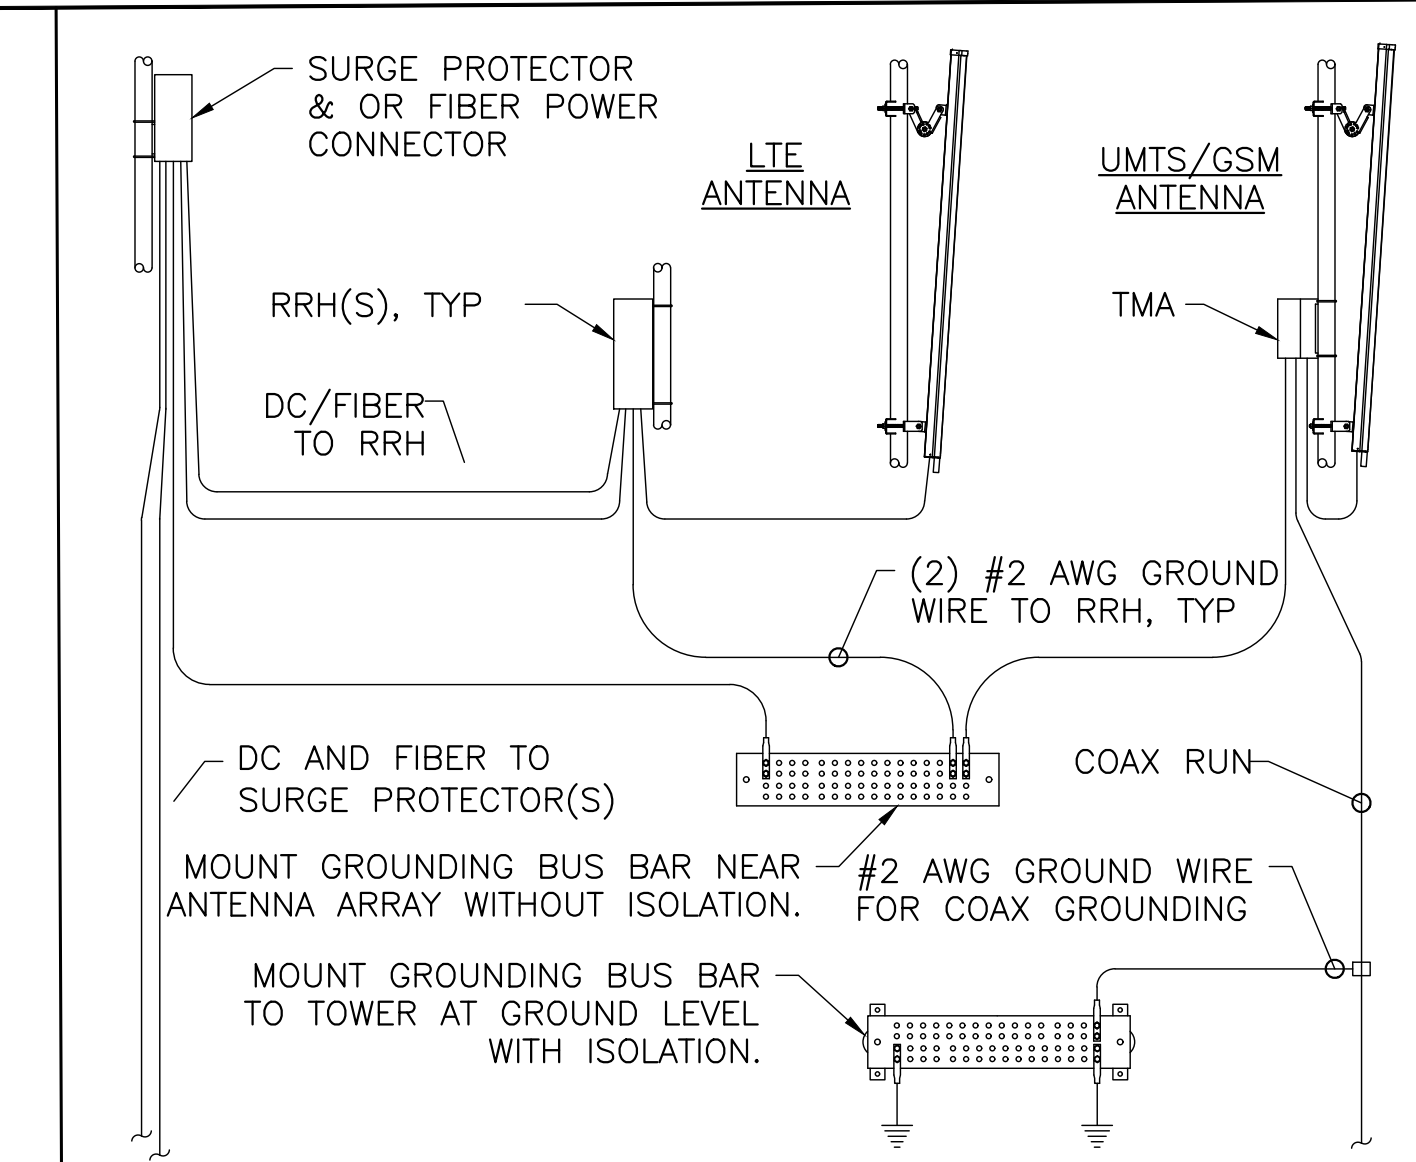 SURGE PROTECTOR
& OR FIBER POWER
CONNECTOR
LTE
ANTENNA
UMTS/GSM
ANTENNA
RRH(S), TYP
TMA
DC/FIBER
TO RRH
(2) #2 AWG GROUND
WIRE TO RRH, TYP
DC AND FIBER TO
SURGE PROTECTOR(S)
COAX RUN
MOUNT GROUNDING BUS BAR NEAR
ANTENNA ARRAY WITHOUT ISOLATION.
#2 AWG GROUND WIRE
FOR COAX GROUNDING
MOUNT GROUNDING BUS BAR
TO TOWER AT GROUND LEVEL
WITH ISOLATION.